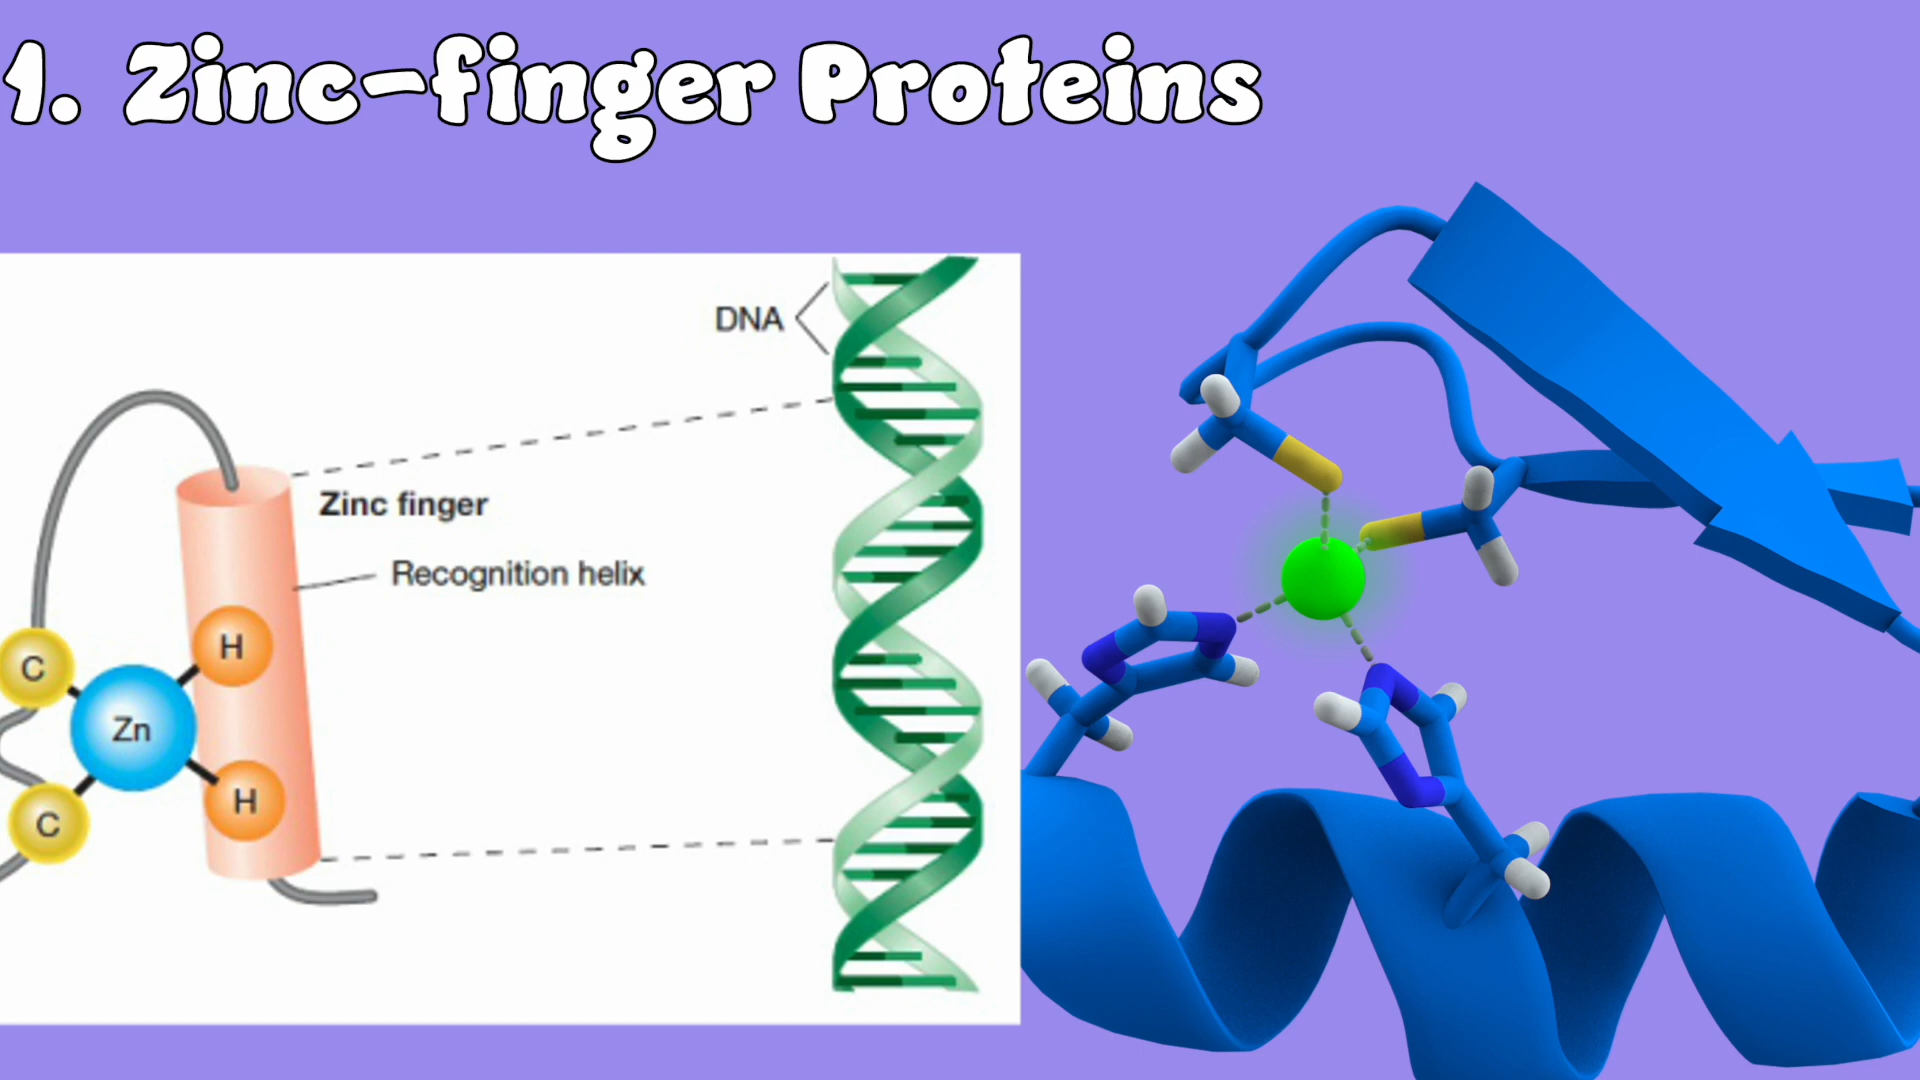 1. Zinc-finger Proteins
DNA
Zinc finger
Recognition helix
H
C
Zn
H
C